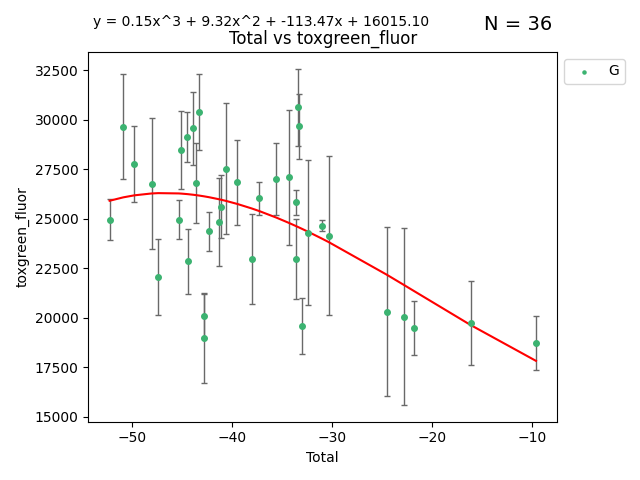 y = 0.15x^3 + 9.32x^2 + -113.47x + 16015.10
N = 36
Total vs toxgreen_fluor
G
32500
30000
27500
25000
22500
20000
17500
15000
toxgreen_fluor
−50
−40
−30
−20
−10
Total